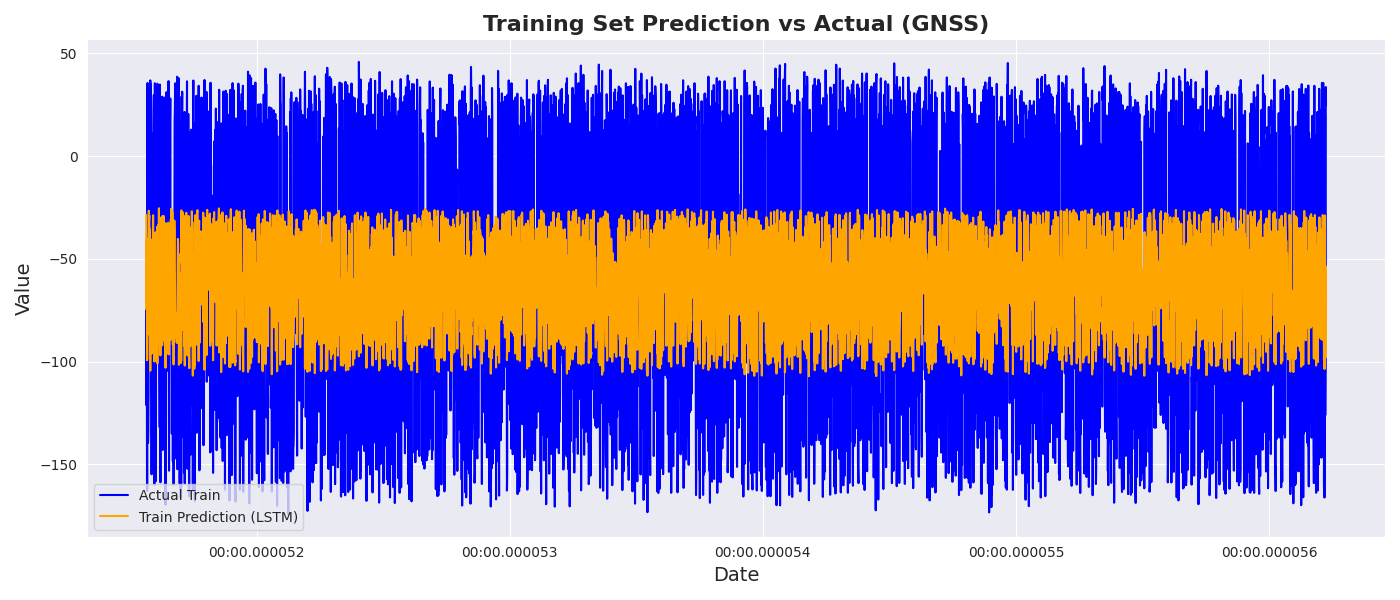 Training Set Prediction vs Actual (GNSS)
Value
50
0
−50
−100
−150
Actual Train
Train Prediction (LSTM)
00:00.000052
00:00.000053
00:00.000054
00:00.000055
00:00.000056
Date